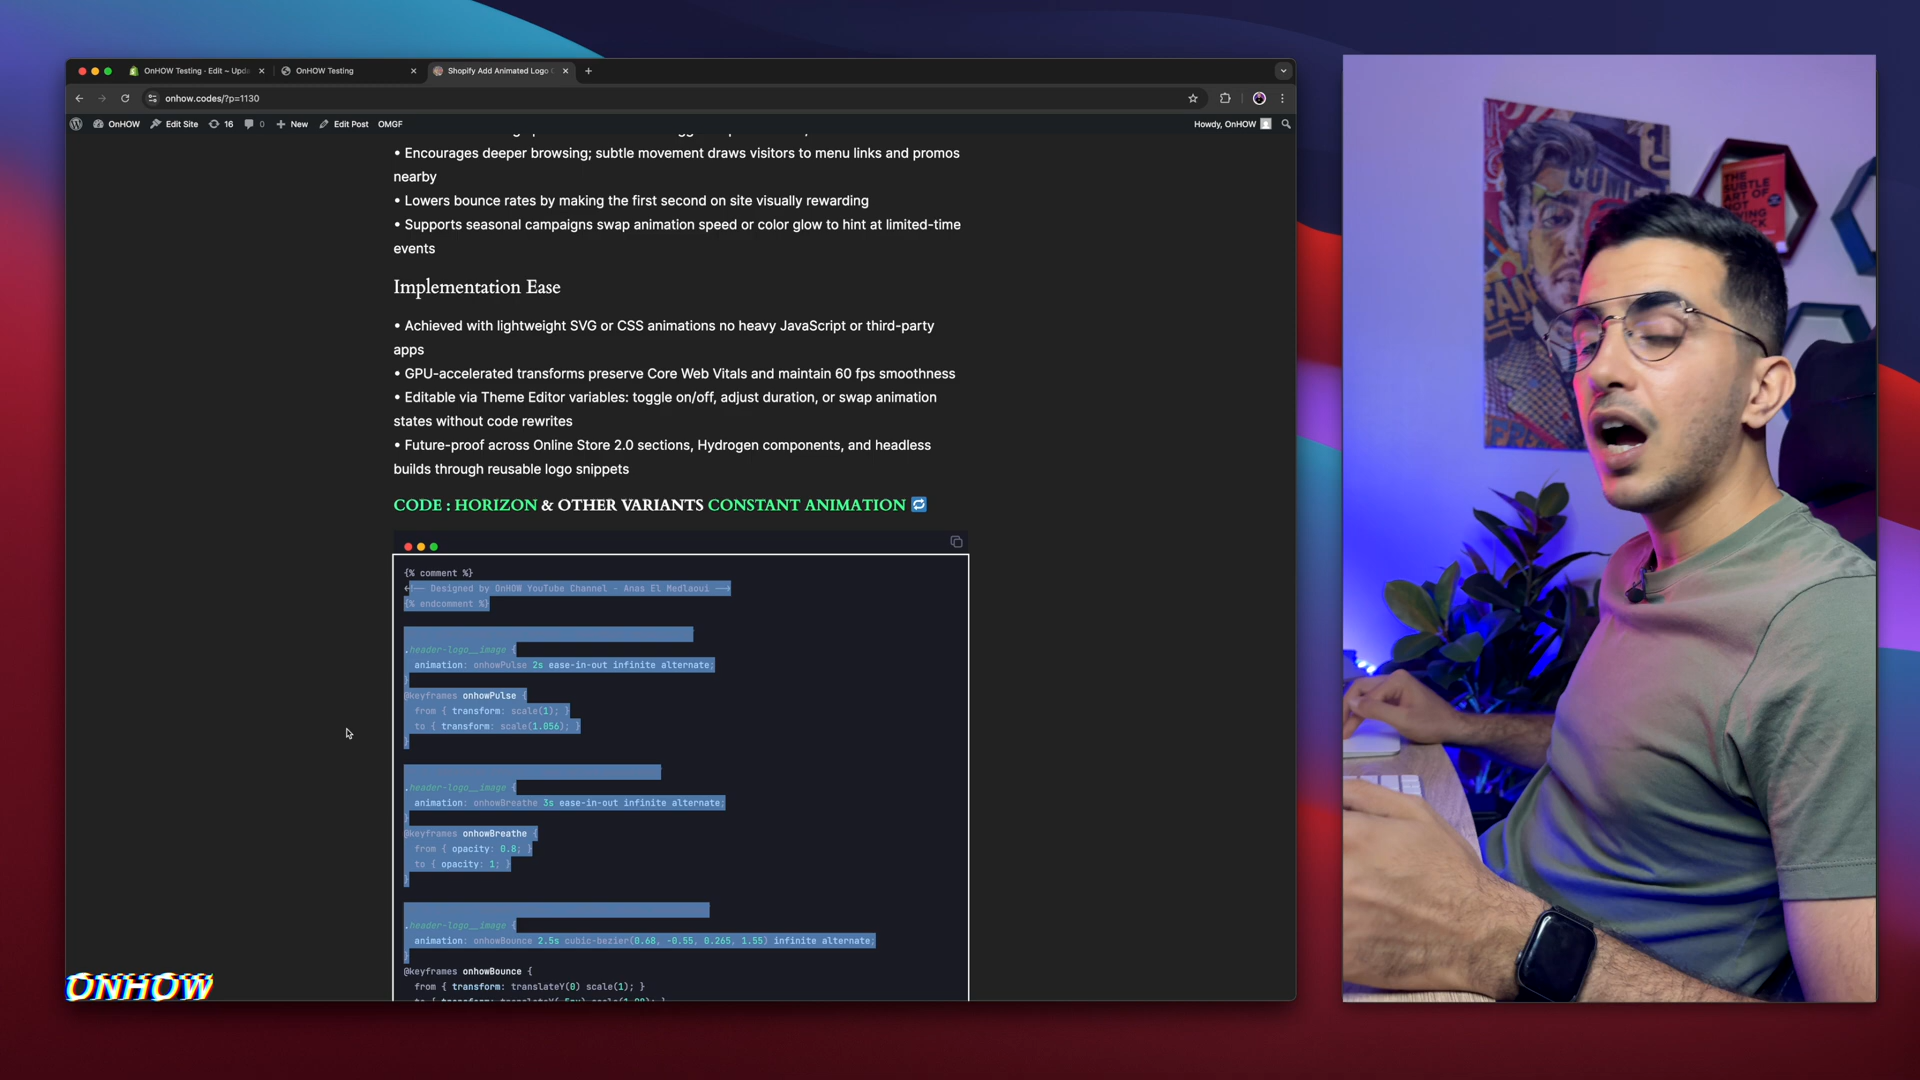 OnHOW Testing - Edit ~ Upda
OnHOW Testing
Shopify Add Animated Logo
onhow.codes/?p=1130
OnHOW Edit Site 16 0 New Edit Post OMGF Howdy, OnHOW
• Encourages deeper browsing; subtle movement draws visitors to menu links and promos
nearby
• Lowers bounce rates by making the first second on site visually rewarding
• Supports seasonal campaigns swap animation speed or color glow to hint at limited-time
events
Implementation Ease
• Achieved with lightweight SVG or CSS animations no heavy JavaScript or third-party
apps
• GPU-accelerated transforms preserve Core Web Vitals and maintain 60 fps smoothness
• Editable via Theme Editor variables: toggle on/off, adjust duration, or swap animation
states without code rewrites
• Future-proof across Online Store 2.0 sections, Hydrogen components, and headless
builds through reusable logo snippets
CODE : HORIZON & OTHER VARIANTS CONSTANT ANIMATION
{% comment %}
<!-- Designed by OnHOW YouTube Channel - Anas El Medlaoui -->
{% endcomment %}
.header-logo__image {
animation: onhowPulse 2s ease-in-out infinite alternate;
}
@keyframes onhowPulse {
from { transform: scale(1); }
to { transform: scale(1.056); }
}
.header-logo__image {
animation: onhowBreathe 3s ease-in-out infinite alternate;
}
@keyframes onhowBreathe {
from { opacity: 0.8; }
to { opacity: 1; }
}
.header-logo__image {
animation: onhowBounce 2.5s cubic-bezier(0.68, -0.55, 0.265, 1.55) infinite alternate;
}
@keyframes onhowBounce {
from { transform: translateY(0) scale(1); }
ONHOW
THE
SUBTLE
ART OF
NOT